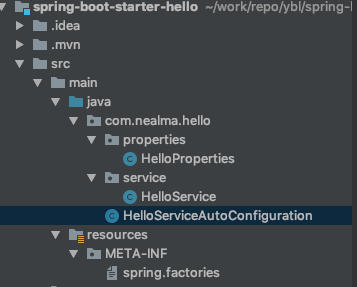 spring-boot-starter-hello ~/work/repo/ybl/spring-
.idea
.mvn
src
main
java
com.nealma.hello
properties
HelloProperties
service
HelloService
HelloServiceAutoConfiguration
resources
META-INF
spring.factories